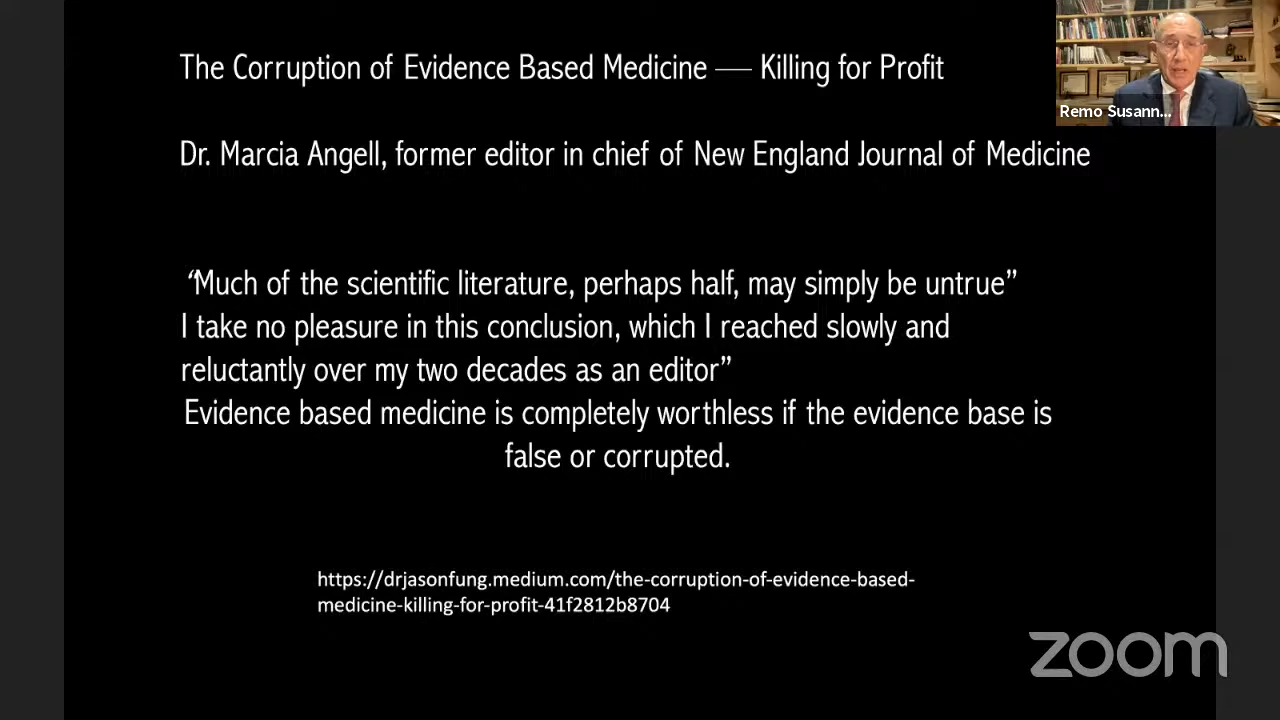 The Corruption of Evidence Based Medicine — Killing for Profit
Remo Susann...
Dr. Marcia Angell, former editor in chief of New England Journal of Medicine
“Much of the scientific literature, perhaps half, may simply be untrue”
I take no pleasure in this conclusion, which I reached slowly and
reluctantly over my two decades as an editor”
Evidence based medicine is completely worthless if the evidence base is
false or corrupted.
https://drjasonfung.medium.com/the-corruption-of-evidence-based-
medicine-killing-for-profit-41f2812b8704
zoom